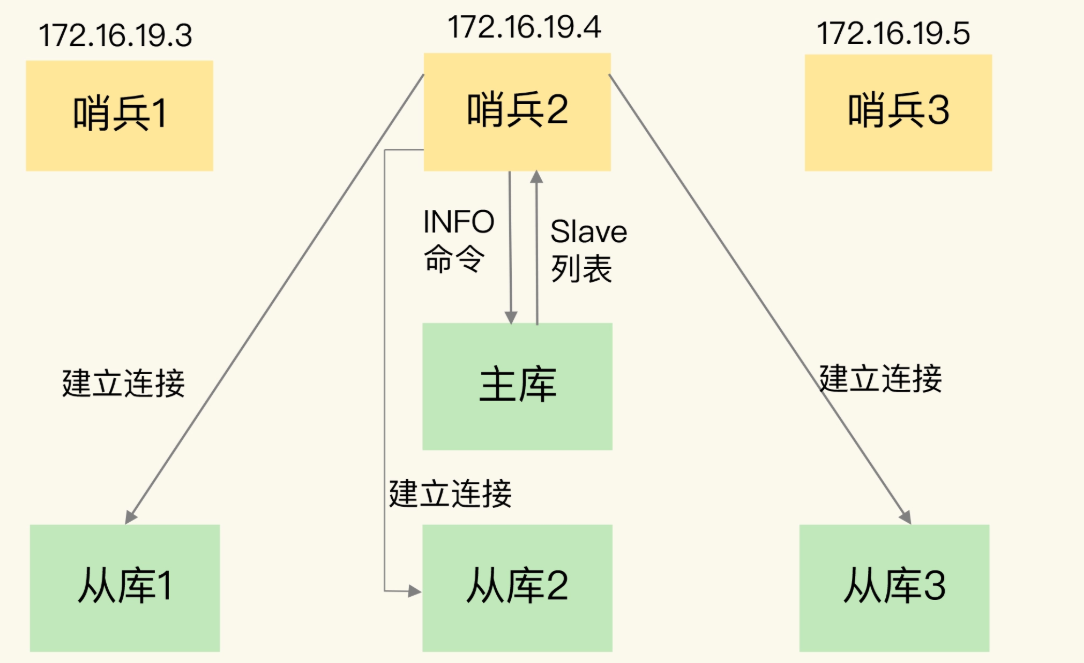 172.16.19.3
172.16.19.4
172.16.19.5
哨兵1
哨兵2
哨兵3
INFO
命令
Slave
列表
主库
建立连接
建立连接
建立连接
从库1
从库2
从库3